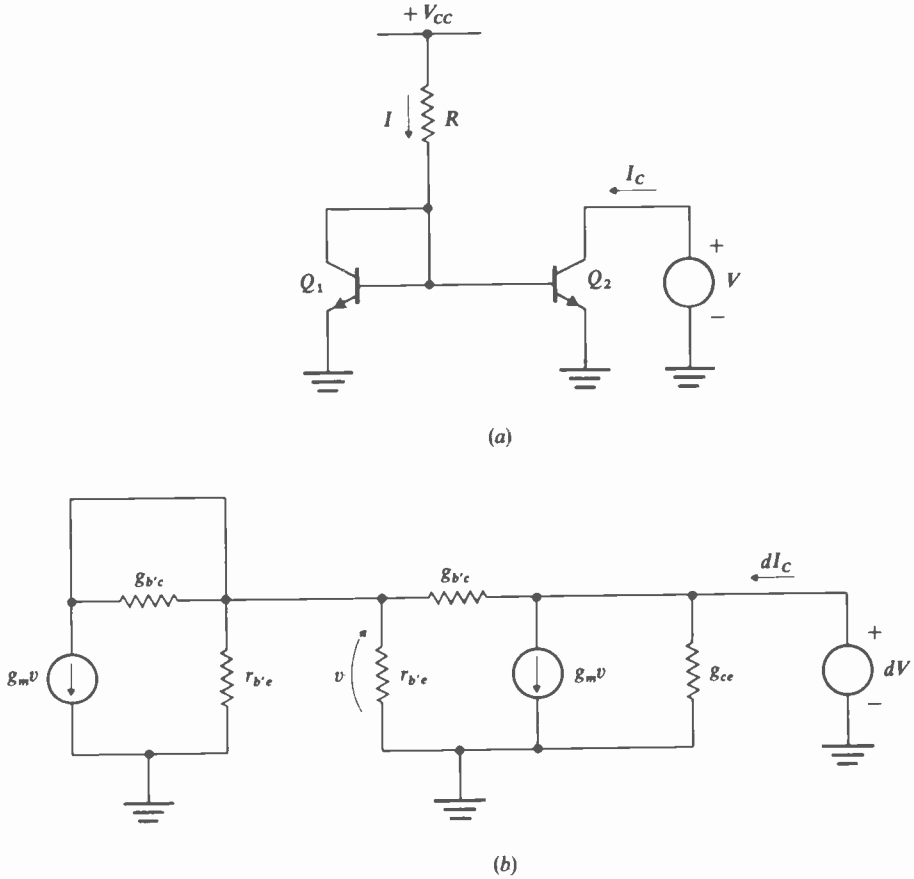 + V_CC
I
R
I_C
Q_1
Q_2
+
V
−
(a)
g_b'c
g_b'c
dI_C
g_m v
r_b'e
v
r_b'e
g_m v
g_ce
+
dV
−
(b)